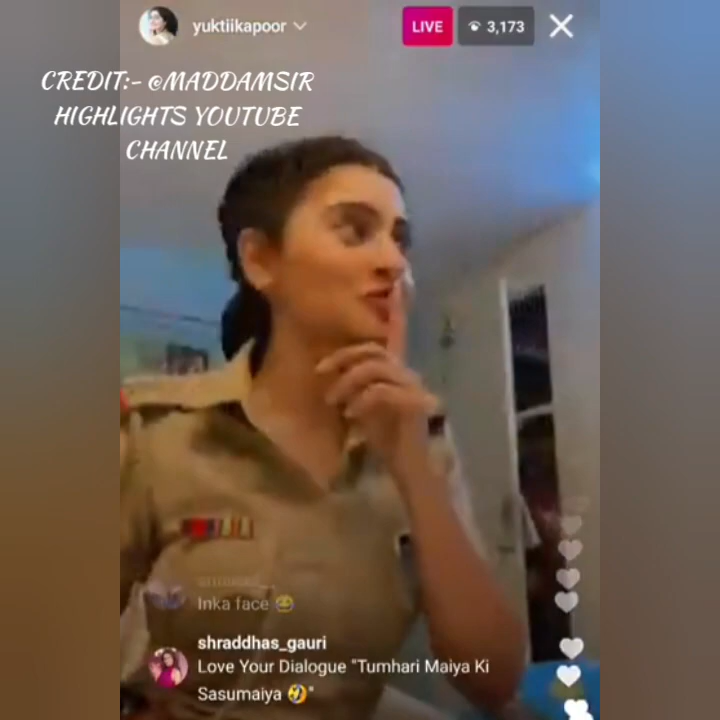 yuktiikapoor
LIVE
3,173
CREDIT:- @MADDAMSIR
HIGHLIGHTS YOUTUBE
CHANNEL
Inka face 😂
shraddhas_gauri
Love Your Dialogue "Tumhari Maiya Ki
Sasumaiya 🤣"